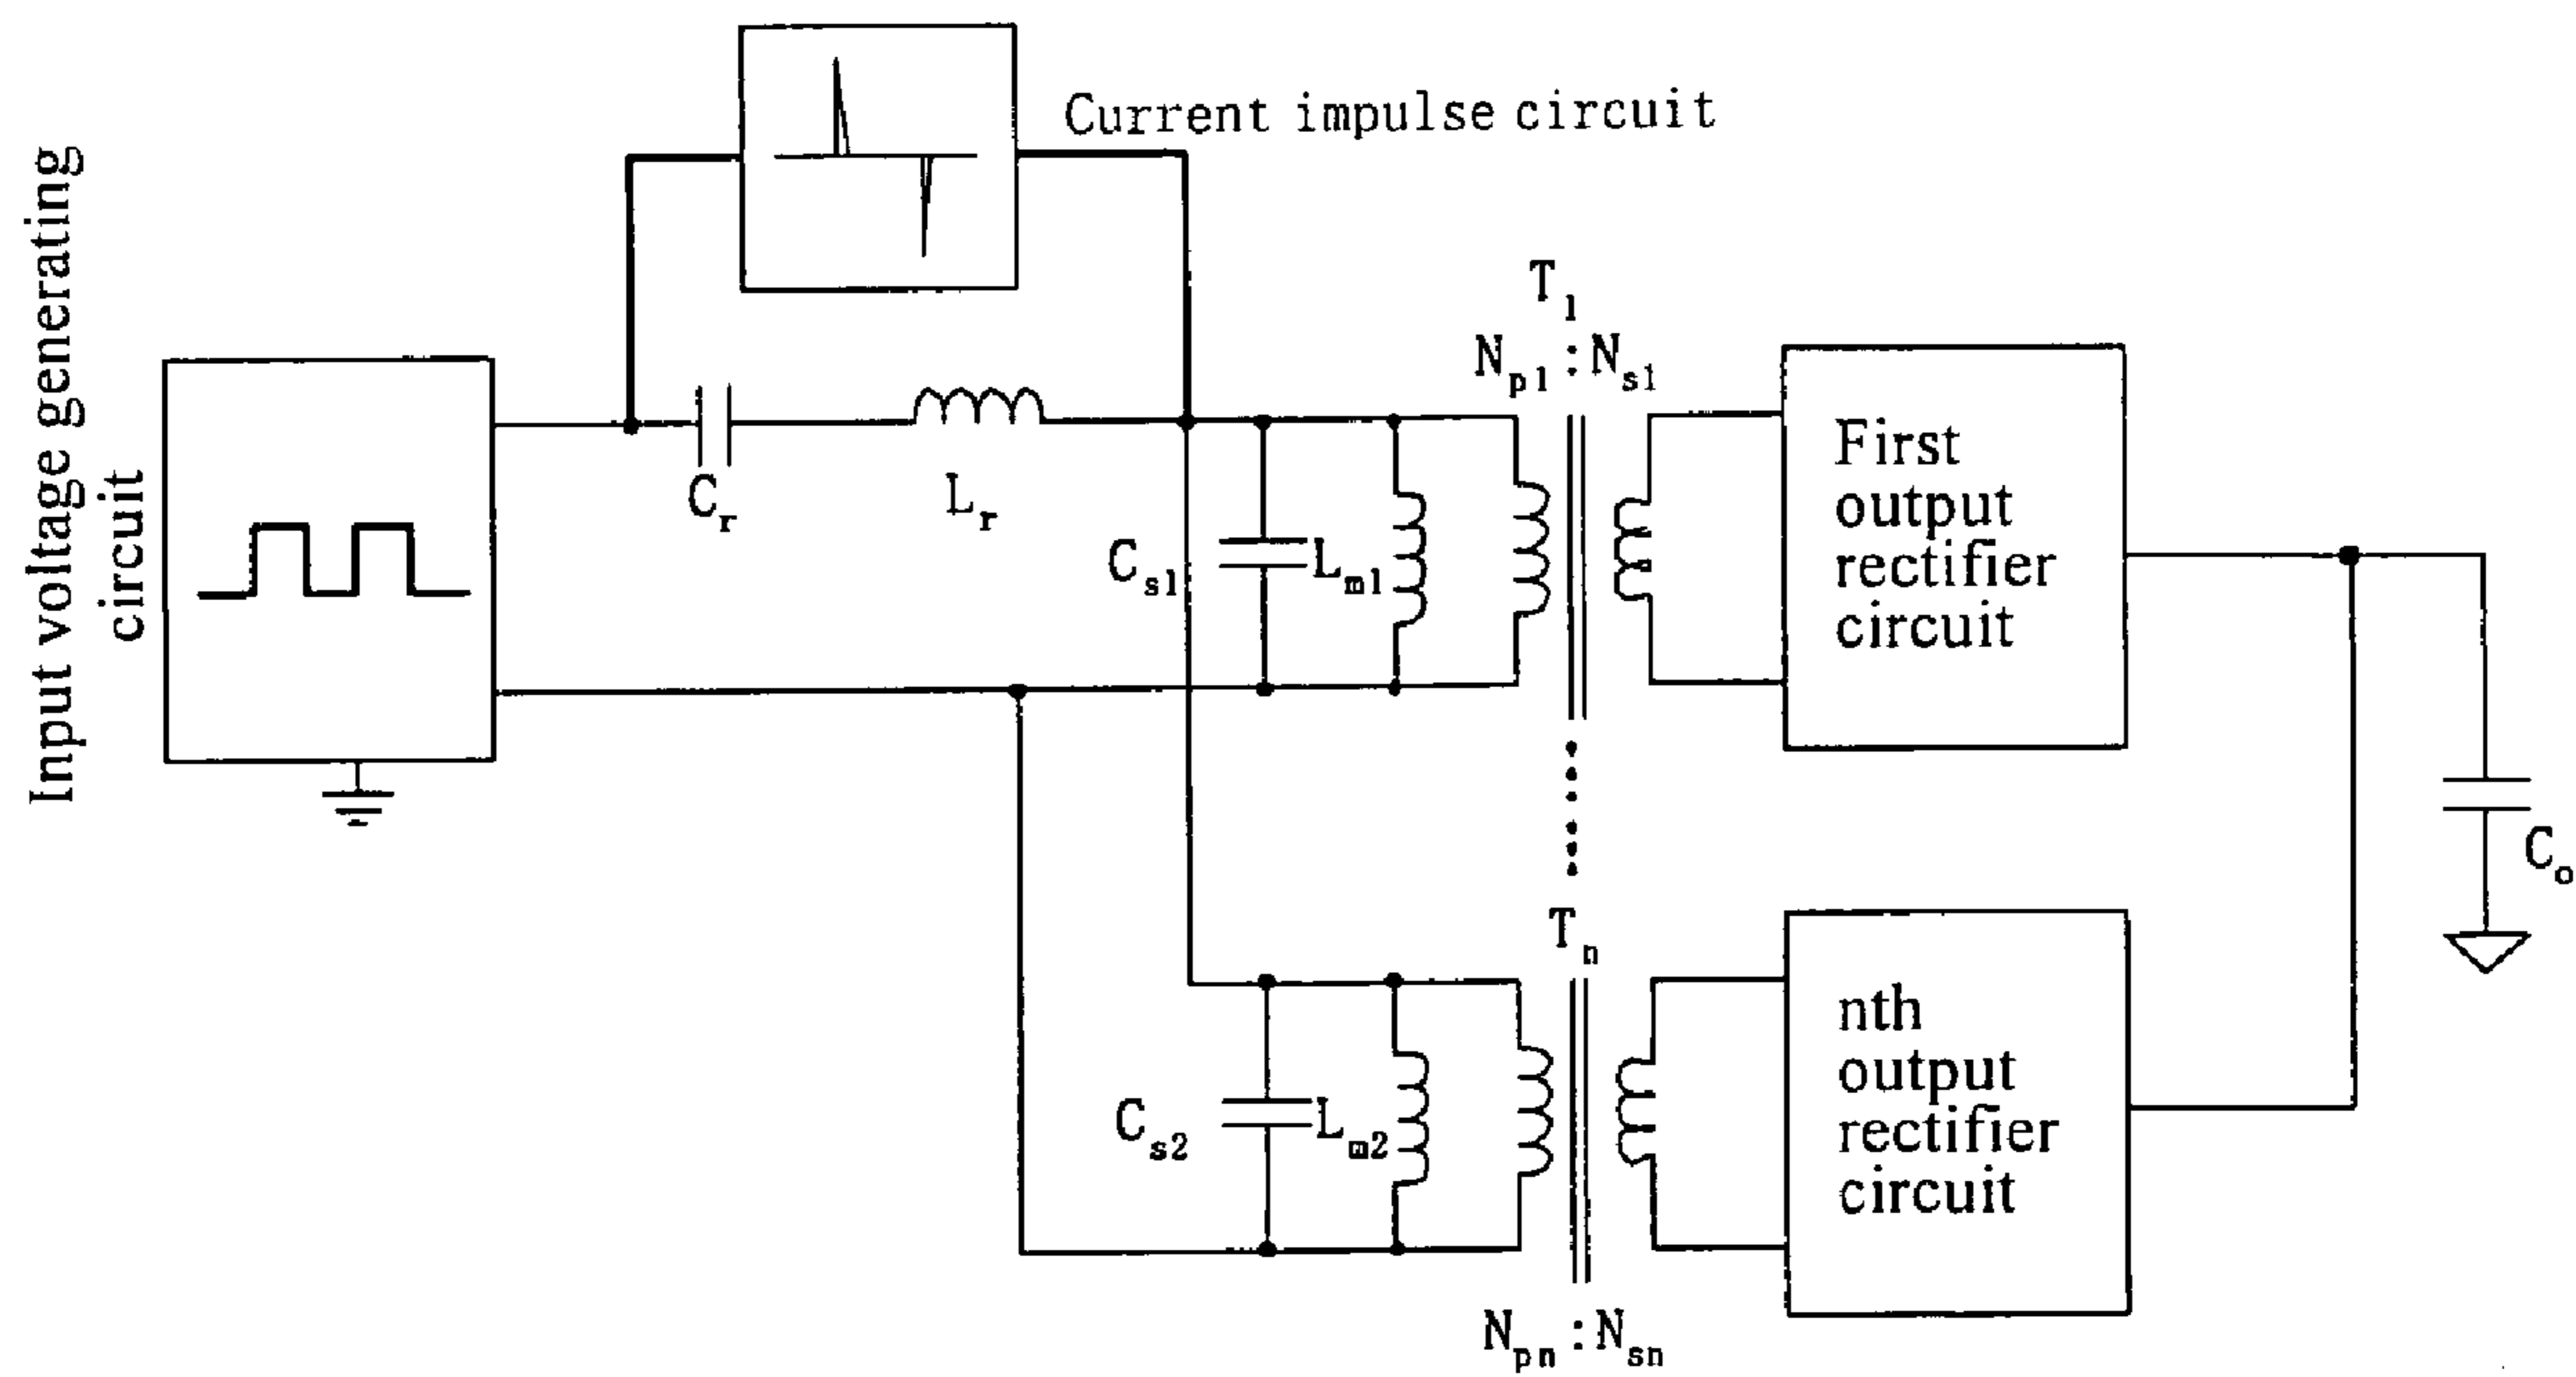 Input voltage generating
circuit
Current impulse circuit
C_r
L_r
T_1
N_p1 : N_s1
C_s1
L_m1
First
output
rectifier
circuit
C_o
T_n
C_s2
L_m2
nth
output
rectifier
circuit
N_pn : N_sn